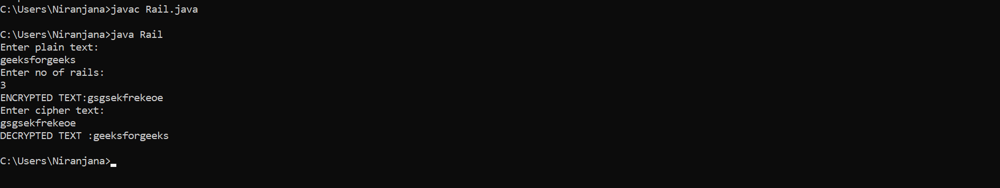 C:\Users\Niranjana>javac Rail.java
C:\Users\Niranjana>java Rail
Enter plain text:
geeksforgeeks
Enter no of rails:
3
ENCRYPTED TEXT:gsgsekfrekeoe
Enter cipher text:
gsgsekfrekeoe
DECRYPTED TEXT :geeksforgeeks
C:\Users\Niranjana>